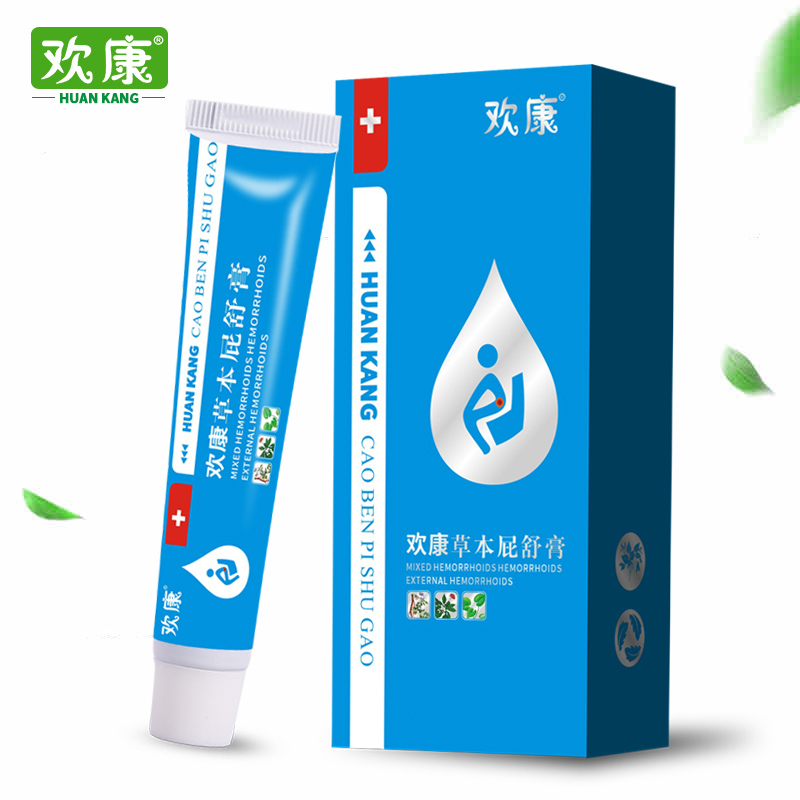 欢康®
HUAN KANG
欢康®
HUAN KANG CAO BEN PI SHU GAO
欢康草本屁舒膏
MIXED HEMORRHOIDS HEMORRHOIDS
EXTERNAL HEMORRHOIDS
HUAN KANG CAO BEN PI SHU GAO
欢康草本屁舒膏
MIXED HEMORRHOIDS HEMORRHOIDS
EXTERNAL HEMORRHOIDS
欢康